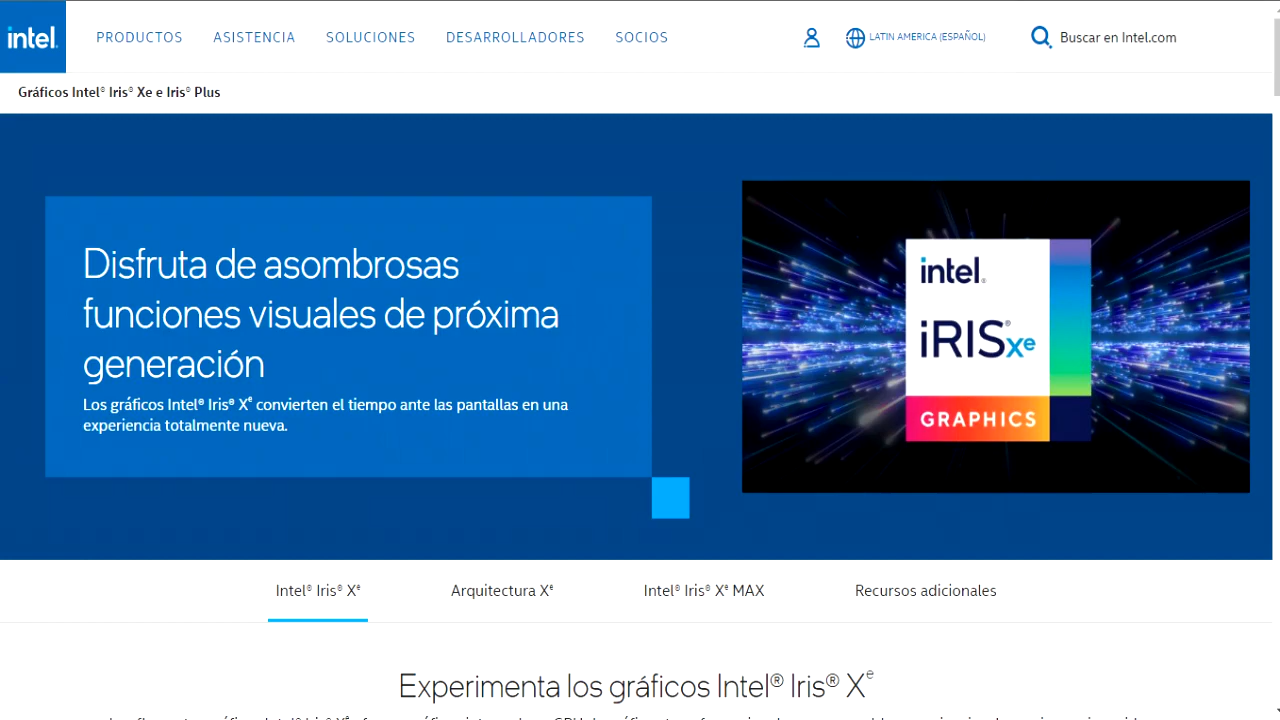 intel.
PRODUCTOS ASISTENCIA SOLUCIONES DESARROLLADORES SOCIOS LATIN AMERICA (ESPAÑOL) Buscar en Intel.com
Gráficos Intel® Iris® Xe e Iris® Plus
Disfruta de asombrosas
funciones visuales de próxima
generación
Los gráficos Intel® Iris® Xᵉ convierten el tiempo ante las pantallas en una
experiencia totalmente nueva.
intel.
iRIS® Xe
GRAPHICS
Intel® Iris® Xᵉ Arquitectura Xᵉ Intel® Iris® Xᵉ MAX Recursos adicionales
Experimenta los gráficos Intel® Iris® Xᵉ